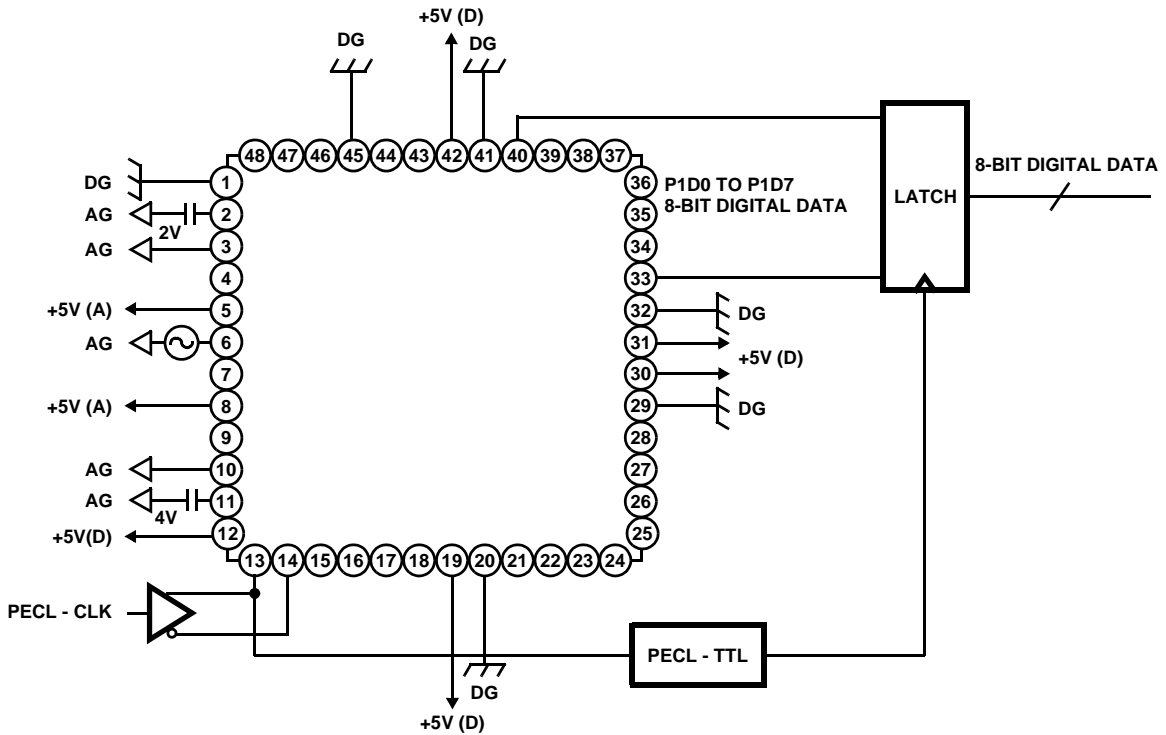 +5V (D)
DG
DG
48 47 46 45 44 43 42 41 40 39 38 37
DG
1
AG
2
2V
AG
3
4
+5V (A)
5
AG
6
7
+5V (A)
8
9
AG
10
AG
11
4V
+5V(D)
12
36
P1D0 TO P1D7
8-BIT DIGITAL DATA
35
34
33
32
DG
31
+5V (D)
30
29
DG
28
27
26
25
LATCH
8-BIT DIGITAL DATA
13 14 15 16 17 18 19 20 21 22 23 24
PECL - CLK
PECL - TTL
DG
+5V (D)